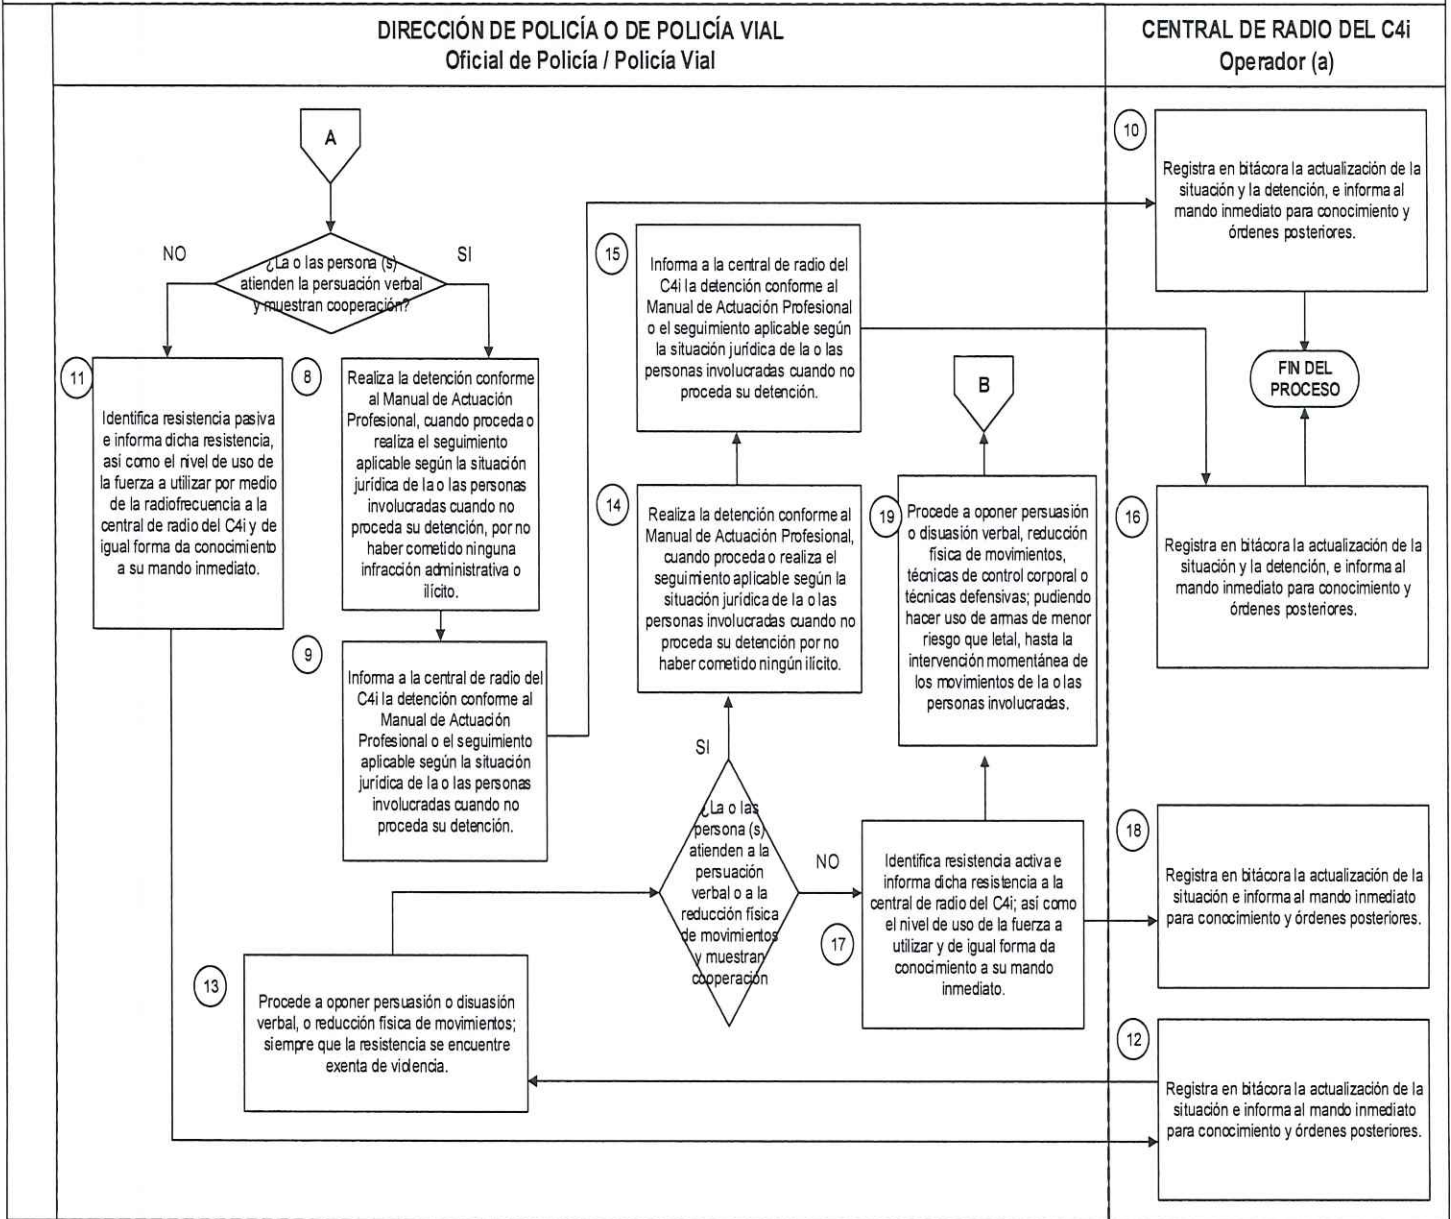 DIRECCIÓN DE POLICÍA O DE POLICÍA VIAL
Oficial de Policía / Policía Vial
CENTRAL DE RADIO DEL C4i
Operador (a)
A
¿La o las persona (s)
atienden la persuación verbal
y muestran cooperación?
NO
SI
11
Identifica resistencia pasiva
e informa dicha resistencia,
así como el nivel de uso de
la fuerza a utilizar por medio
de la radiofrecuencia a la
central de radio del C4i y de
igual forma da conocimiento
a su mando inmediato.
8
Realiza la detención conforme
al Manual de Actuación
Profesional, cuando proceda o
realiza el seguimiento
aplicable según la situación
jurídica de la o las personas
involucradas cuando no
proceda su detención, por no
haber cometido ninguna
infracción administrativa o
ilícito.
9
Informa a la central de radio del
C4i la detención conforme al
Manual de Actuación
Profesional o el seguimiento
aplicable según la situación
jurídica de la o las personas
involucradas cuando no
proceda su detención.
10
Registra en bitácora la actualización de la
situación y la detención, e informa al
mando inmediato para conocimiento y
órdenes posteriores.
FIN DEL
PROCESO
15
Informa a la central de radio del
C4i la detención conforme al
Manual de Actuación Profesional
o el seguimiento aplicable según
la situación jurídica de la o las
personas involucradas cuando no
proceda su detención.
14
Realiza la detención conforme al
Manual de Actuación Profesional,
cuando proceda o realiza el
seguimiento aplicable según la
situación jurídica de la o las
personas involucradas cuando no
proceda su detención por no
haber cometido ningún ilícito.
B
19
Procede a oponer persuasión
o disuasión verbal, reducción
física de movimientos,
técnicas de control corporal o
técnicas defensivas; pudiendo
hacer uso de armas de menor
riesgo que letal, hasta la
intervención momentánea de
los movimientos de la o las
personas involucradas.
16
Registra en bitácora la actualización de la
situación y la detención, e informa al
mando inmediato para conocimiento y
órdenes posteriores.
SI
¿La o las
persona (s)
atienden a la
persuación
verbal o a la
reducción física
de movimientos
y muestran
cooperación
NO
17
Identifica resistencia activa e
informa dicha resistencia a la
central de radio del C4i; así como
el nivel de uso de la fuerza a
utilizar y de igual forma da
conocimiento a su mando
inmediato.
18
Registra en bitácora la actualización de la
situación e informa al mando inmediato
para conocimiento y órdenes posteriores.
13
Procede a oponer persuasión o disuasión
verbal, o reducción física de movimientos;
siempre que la resistencia se encuentre
exenta de violencia.
12
Registra en bitácora la actualización de la
situación e informa al mando inmediato
para conocimiento y órdenes posteriores.